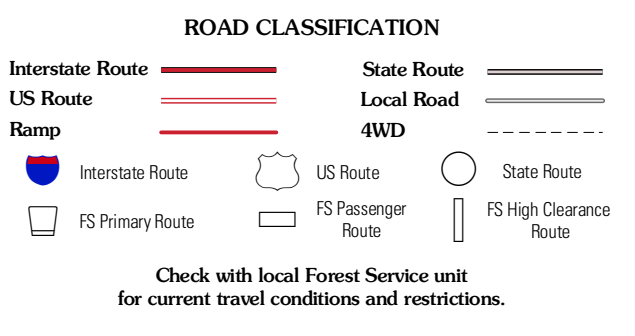 ROAD CLASSIFICATION
Interstate Route
State Route
US Route
Local Road
Ramp
4WD
Interstate Route
US Route
State Route
FS Primary Route
FS Passenger
Route
FS High Clearance
Route
Check with local Forest Service unit
for current travel conditions and restrictions.